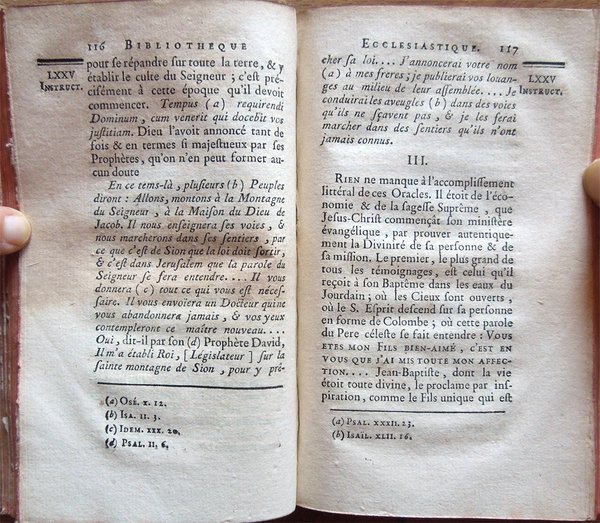 116 BIBLIOTHEQUE
LXXV
INSTRUCT.
pour se répandre sur toute la terre, & y
établir le culte du Seigneur ; c'est pré-
cisément à cette époque qu'il devoit
commencer. Tempus (a) requirendi
Dominum, cum venerit qui docebit vos
justitiam. Dieu l'avoit annoncé tant de
fois & en termes si majestueux par ses
Prophètes, qu'on n'en peut former au-
cun doute
En ce tems-là, plusieurs (b) Peuples
diront : Allons, montons à la Montagne
du Seigneur, à la Maison du Dieu de
Jacob. Il nous enseignera ses voies, &
nous marcherons dans ses sentiers, par
ce que c'est de Sion que la loi doit sortir,
& c'est dans Jerusalem que la parole du
Seigneur se fera entendre.... Il vous
donnera (c) tout ce qui vous est néces-
saire. Il vous envoiera un Docteur qui ne
vous abandonnera jamais, & vos yeux
contempleront ce maître nouveau....
Oui, dit-il par son (d) Prophète David,
Il m'a établi Roi, [Législateur] sur la
sainte montagne de Sion, pour y pré-
(a) OSÉ. X. 12.
(b) ISA. II. 3.
(c) IDEM. XXX. 20.
(d) PSAL. II, 6.
ECCLESIASTIQUE. 117
LXXV
INSTRUCT.
cher sa loi.... J'annoncerai votre nom
(a) à mes freres ; je publierai vos louan-
ges au milieu de leur assemblée.... Je
conduirai les aveugles (b) dans des voies
qu'ils ne sçavent pas, & je les ferai
marcher dans des sentiers qu'ils n'ont
jamais connus.
III.
RIEN ne manque à l'accomplissement
littéral de ces Oracles. Il étoit de l'éco-
nomie & de la sagesse Suprême, que
Jesus-Christ commençât son ministère
évangélique, par prouver autentique-
ment la Divinité de sa personne & de
sa mission. Le premier, le plus grand de
tous les témoignages, est celui qu'il
reçoit à son Baptême dans les eaux du
Jourdain ; où les Cieux sont ouverts,
où le S. Esprit descend sur sa personne
en forme de Colombe ; où cette parole
du Pere céleste se fait entendre : VOUS
ETES MON FILS BIEN-AIMÉ, C'EST EN
VOUS QUE J'AI MIS TOUTE MON AFFEC-
TION.... Jean-Baptiste, dont la vie
étoit toute divine, le proclame par ins-
piration, comme le Fils unique qui est
(a) PSAL. XXXII. 23.
(b) ISAIL. XLII. 16.